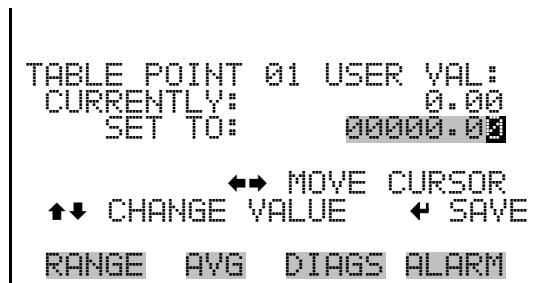 TABLE POINT 01 USER VAL:
CURRENTLY: 0.00
SET TO: 00000.00
←→ MOVE CURSOR
↑↓ CHANGE VALUE ↵ SAVE
RANGE AVG DIAGS ALARM